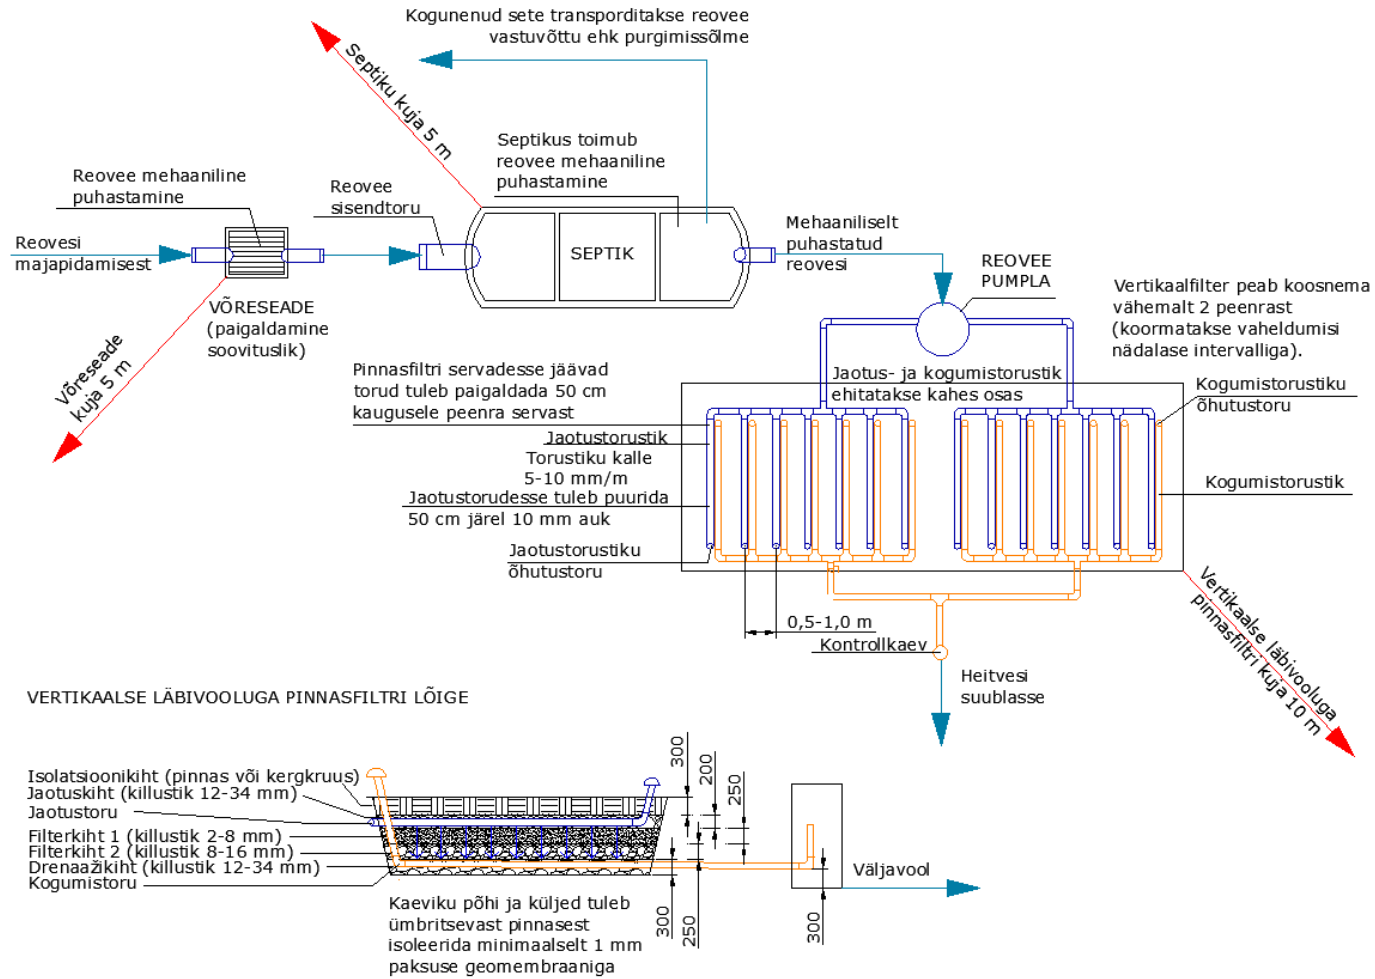 Kogunenud sete transporditakse reovee
vastuvõttu ehk purgimissõlme
Septiku kuja 5 m
Septikus toimub
reovee mehaaniline
puhastamine
Reovee mehaaniline
puhastamine
Reovee
sisendtoru
Reovesi
majapidamisest
SEPTIK
Mehaaniliselt
puhastatud
reovesi
REOVEE
PUMPLA
Vertikaalfilter peab koosnema
vähemalt 2 peenrast
(koormatakse vaheldumisi
nädalase intervalliga).
VÕRESEADE
(paigaldamine
soovituslik)
Võreseade
kuja 5 m
Pinnasfiltri servadesse jäävad
torud tuleb paigaldada 50 cm
kaugusele peenra servast
Jaotus- ja kogumistorustik
ehitatakse kahes osas
Kogumistorustiku
õhutustoru
Jaotustorustik
Torustiku kalle
5-10 mm/m
Jaotustorudesse tuleb puurida
50 cm järel 10 mm auk
Kogumistorustik
Jaotustorustiku
õhutustoru
0,5-1,0 m
Kontrollkaev
Heitvesi
suublasse
Vertikaalse läbivooluga
pinnasfiltri kuja 10 m
VERTIKAALSE LÄBIVOOLUGA PINNASFILTRI LÕIGE
Isolatsioonikiht (pinnas või kergkruus)
Jaotuskiht (killustik 12-34 mm)
Jaotustoru
Filterkiht 1 (killustik 2-8 mm)
Filterkiht 2 (killustik 8-16 mm)
Drenaažikiht (killustik 12-34 mm)
Kogumistoru
300
200
250
300
250
300
Väljavool
Kaeviku põhi ja küljed tuleb
ümbritsevast pinnasest
isoleerida minimaalselt 1 mm
paksuse geomembraaniga